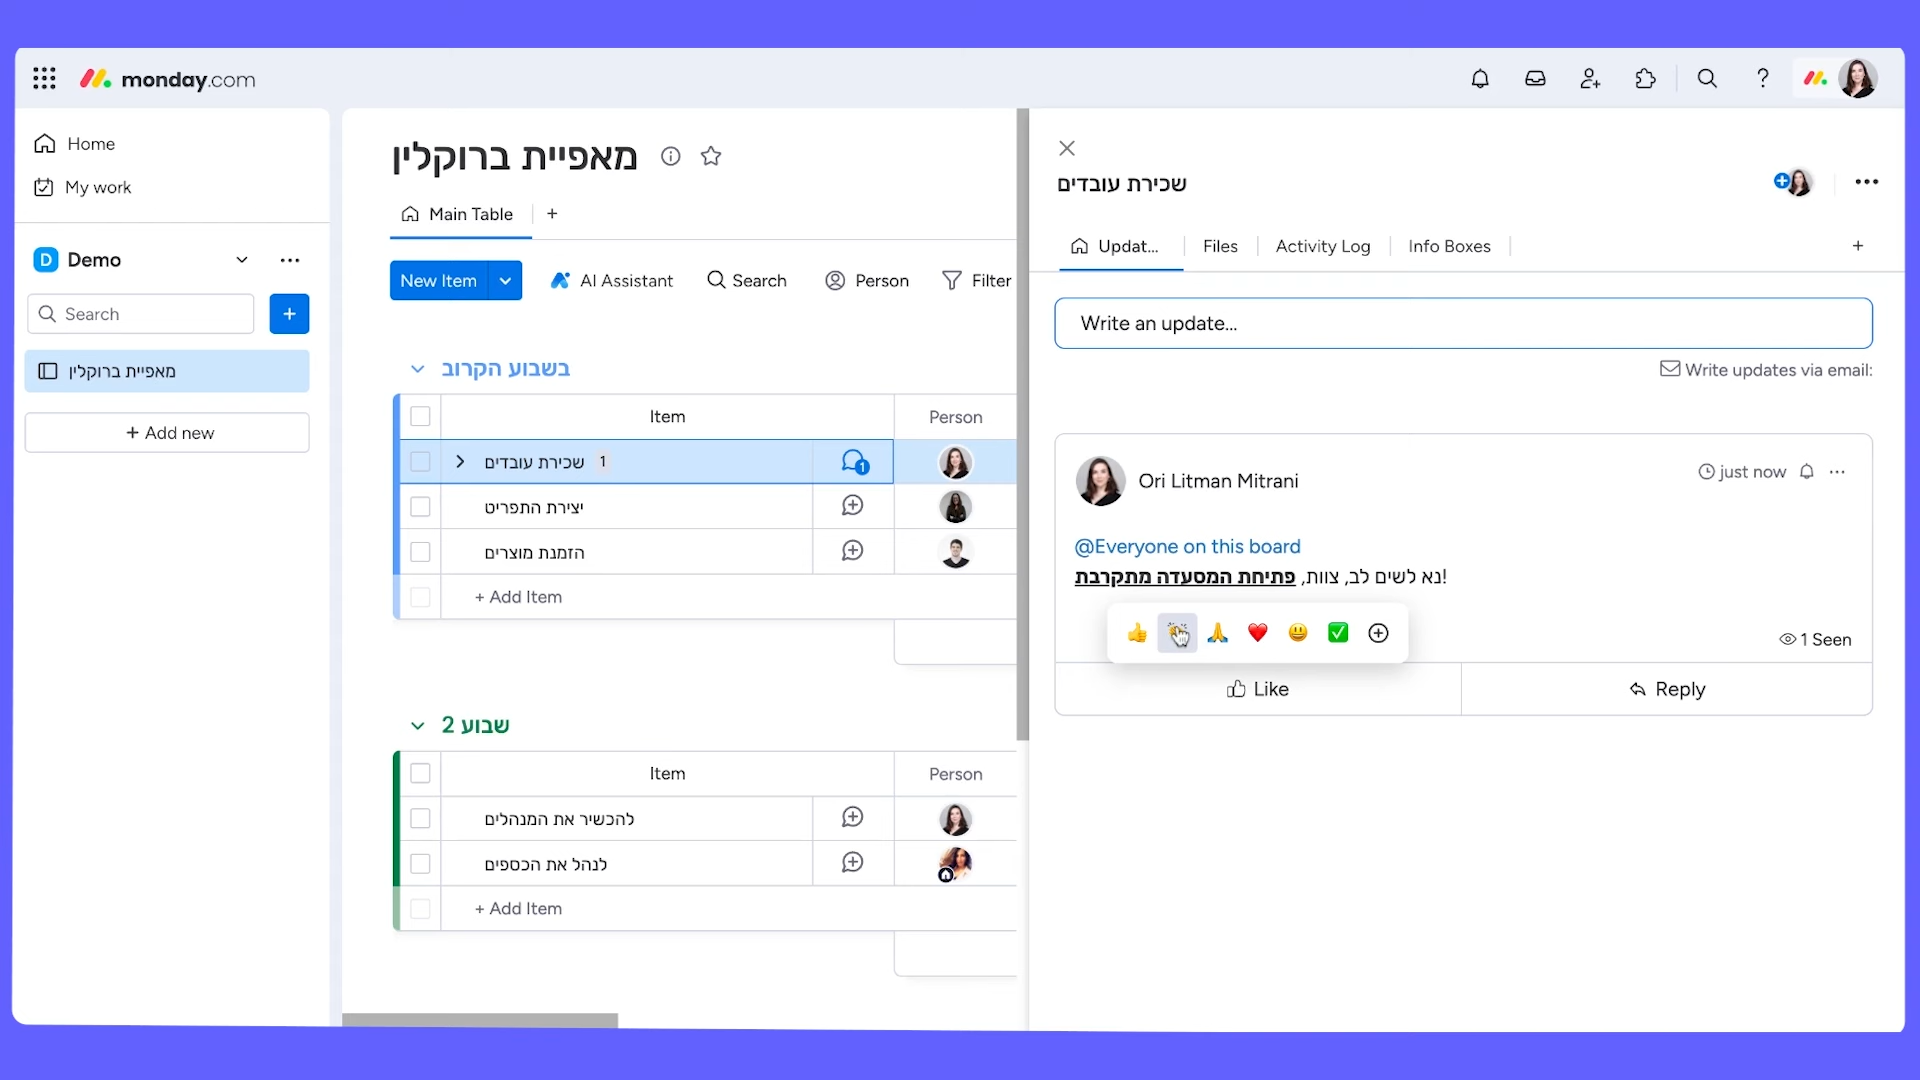 monday.com
Home
My work
D Demo
Search
מאפיית ברוקלין
+ Add new
מאפיית ברוקלין
Main Table
New Item
AI Assistant
Search
Person
Filter
בשבוע הקרוב
Item
Person
שכירת עובדים 1
1
יצירת התפריט
הזמנת מוצרים
+ Add Item
שבוע 2
Item
Person
להכשיר את המנהלים
לנהל את הכספים
+ Add Item
שכירת עובדים
Updat...
Files
Activity Log
Info Boxes
Write an update...
Write updates via email:
Ori Litman Mitrani
just now
@Everyone on this board
נא לשים לב, צוות, פתיחת המסעדה מתקרבת!
1 Seen
Like
Reply